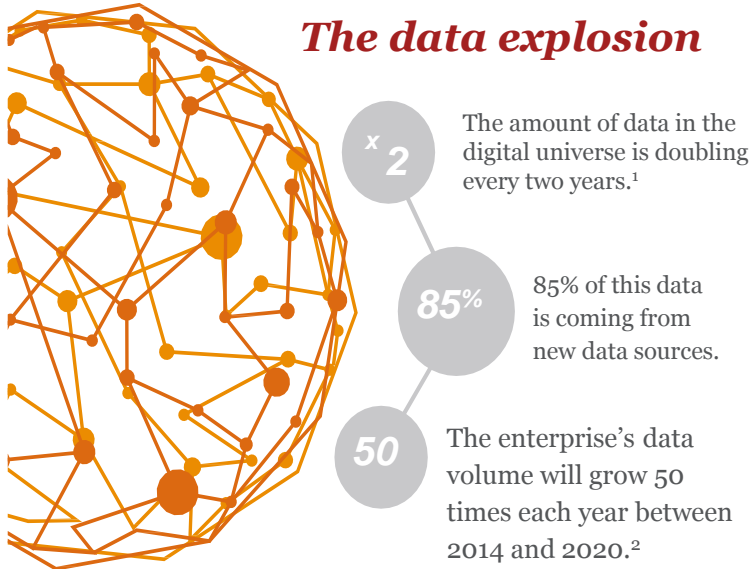 The data explosion
x 2
The amount of data in the
digital universe is doubling
every two years.¹
85%
85% of this data
is coming from
new data sources.
50
The enterprise's data
volume will grow 50
times each year between
2014 and 2020.²